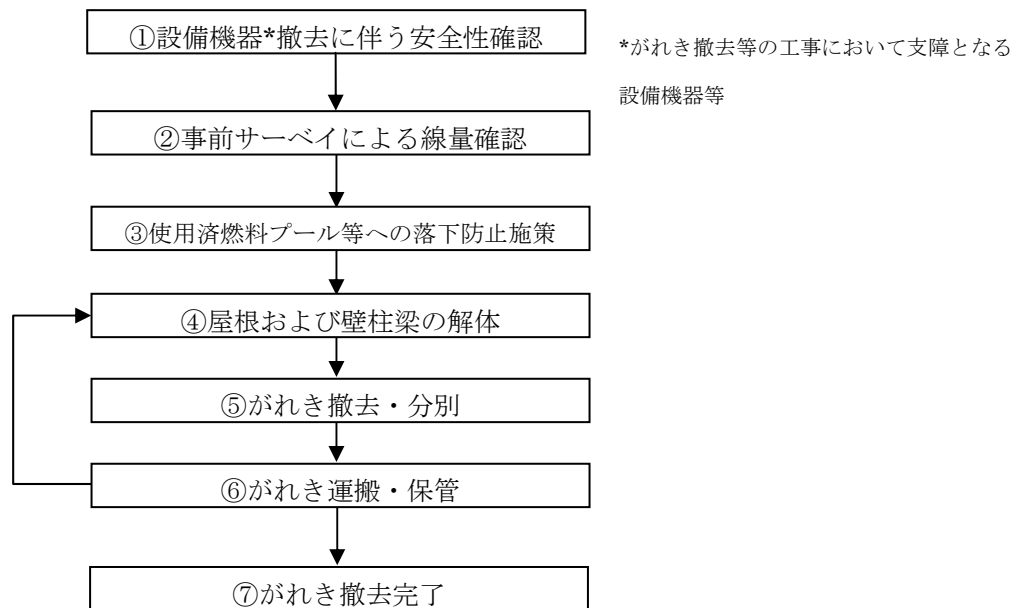 ①設備機器*撤去に伴う安全性確認
*がれき撤去等の工事において支障となる
設備機器等
②事前サーベイによる線量確認
③使用済燃料プール等への落下防止施策
④屋根および壁柱梁の解体
⑤がれき撤去・分別
⑥がれき運搬・保管
⑦がれき撤去完了